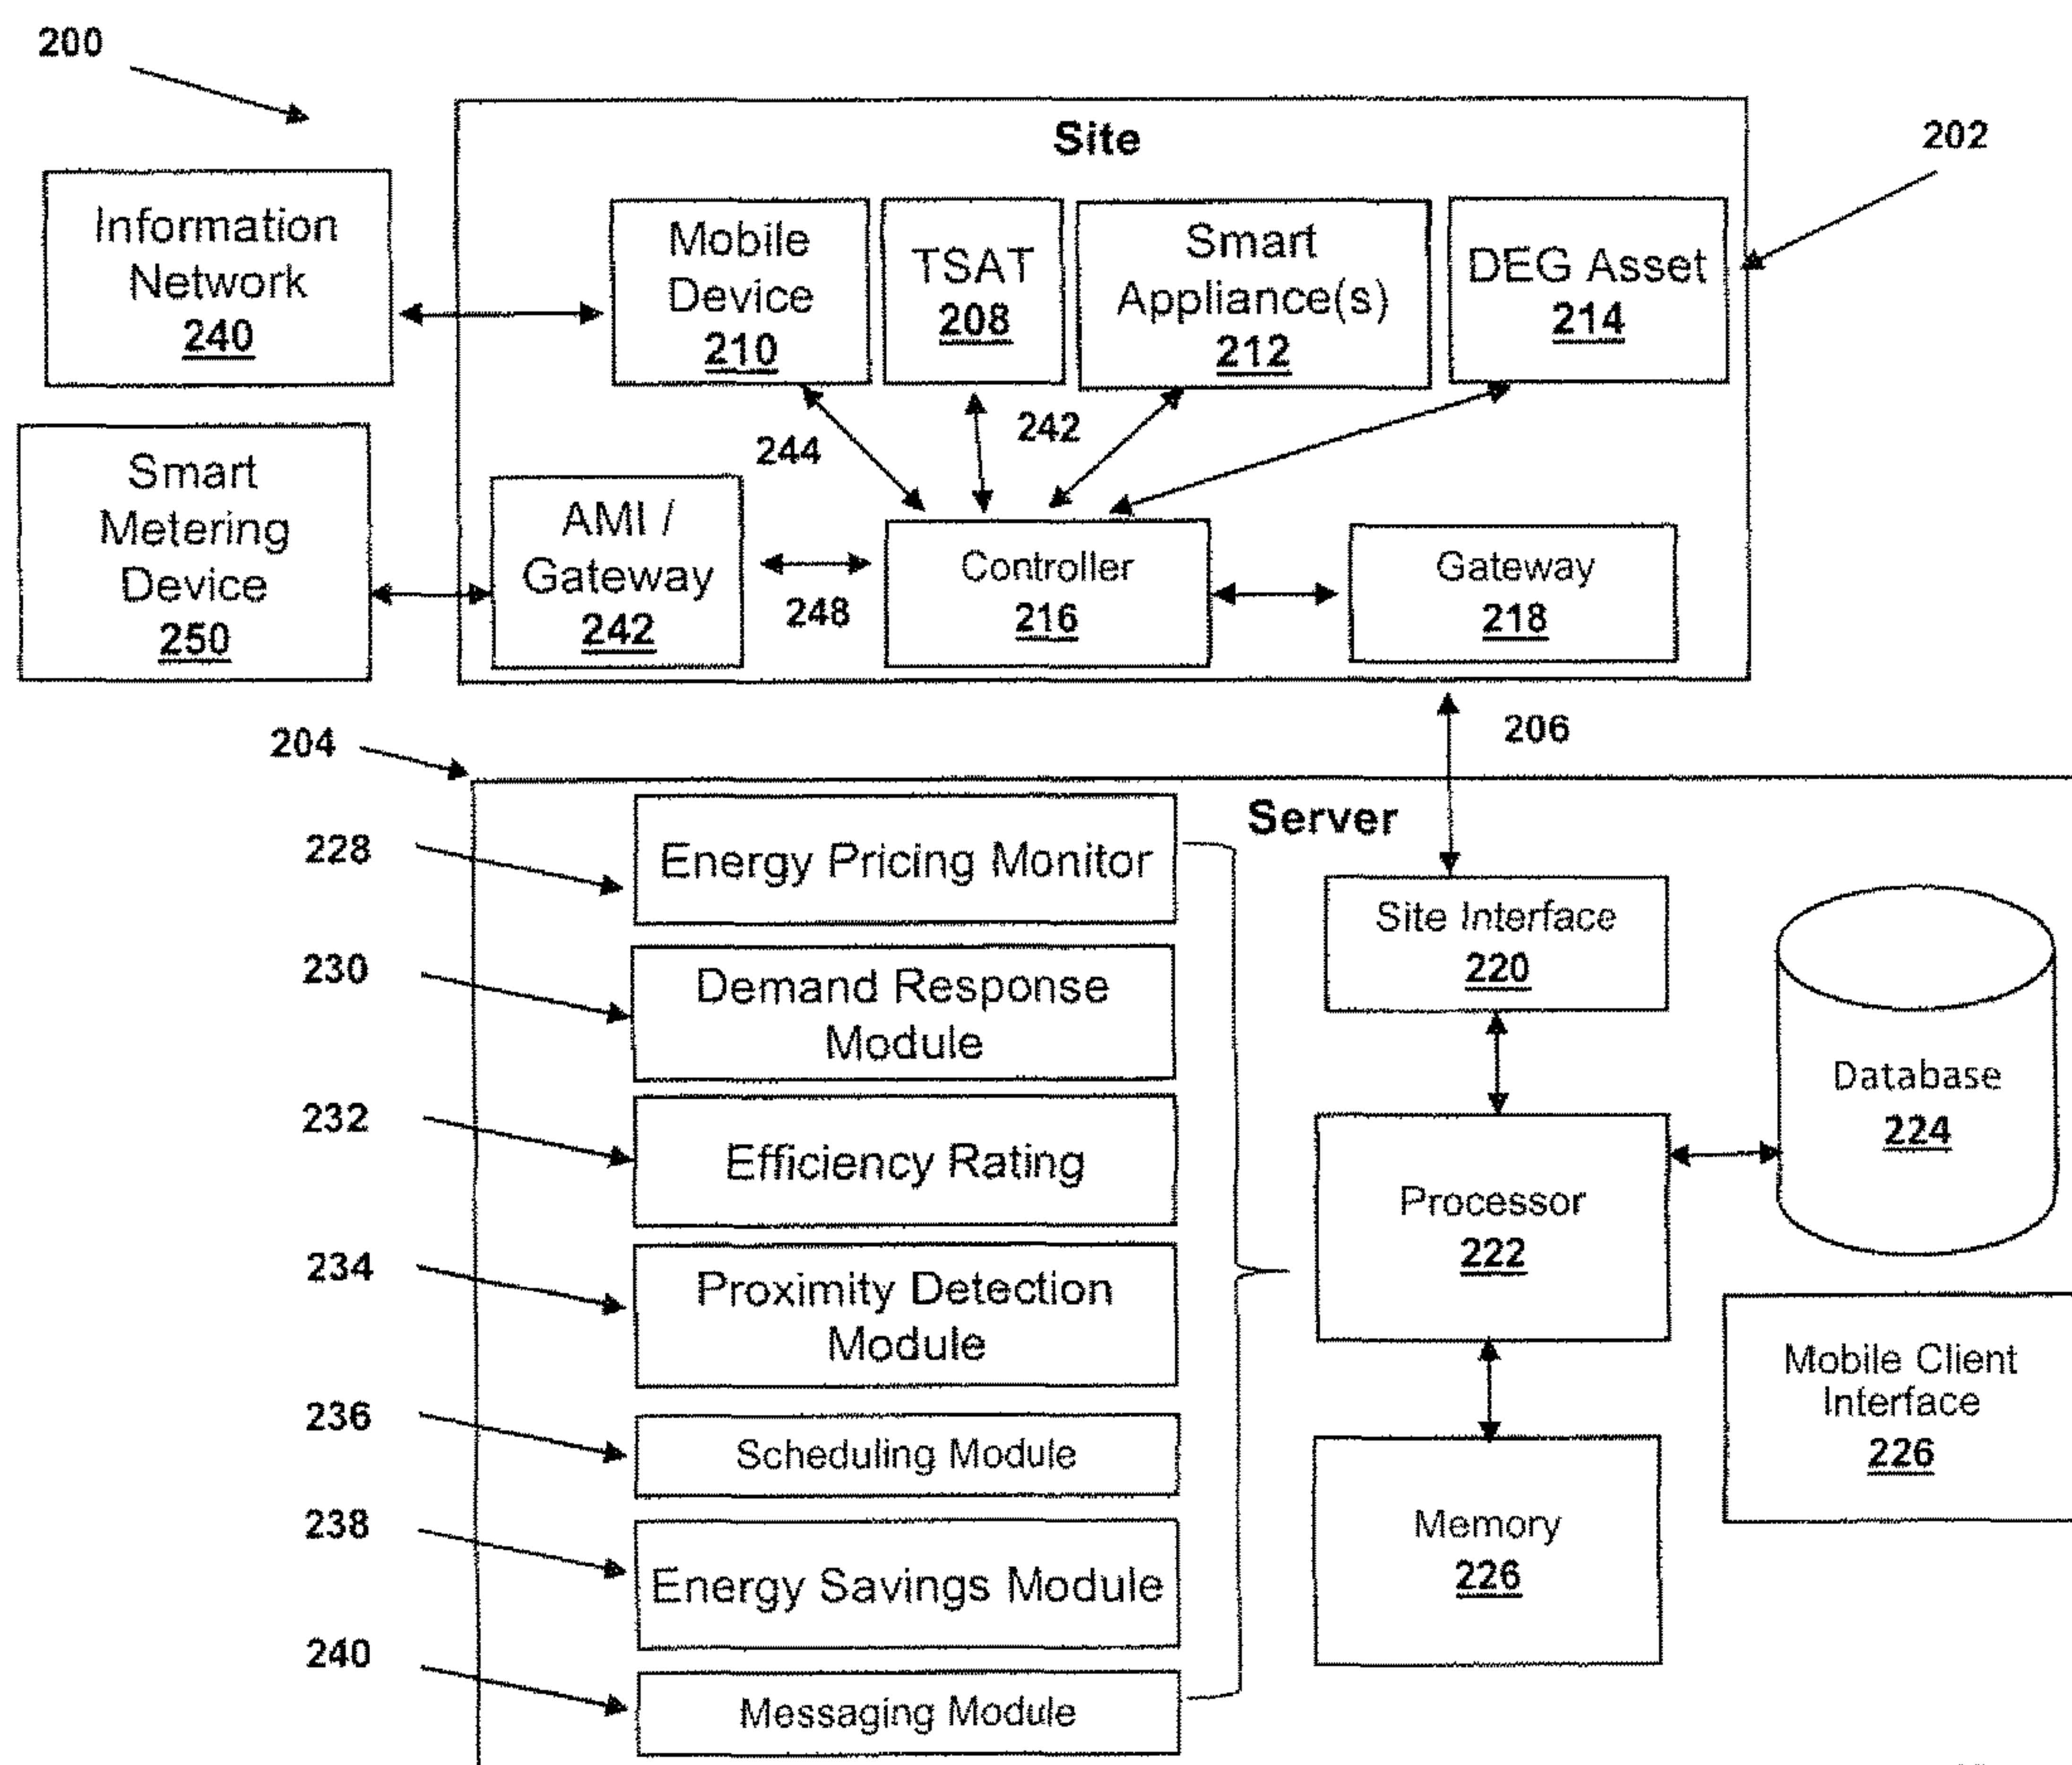 200
Site
202
Information
Network
240
Mobile
Device
210
TSAT
208
Smart
Appliance(s)
212
DEG Asset
214
244
242
Smart
Metering
Device
250
AMI /
Gateway
242
248
Controller
216
Gateway
218
206
204
Server
228
Energy Pricing Monitor
230
Demand Response
Module
232
Efficiency Rating
234
Proximity Detection
Module
236
Scheduling Module
238
Energy Savings Module
240
Messaging Module
Site Interface
220
Processor
222
Database
224
Memory
226
Mobile Client
Interface
226